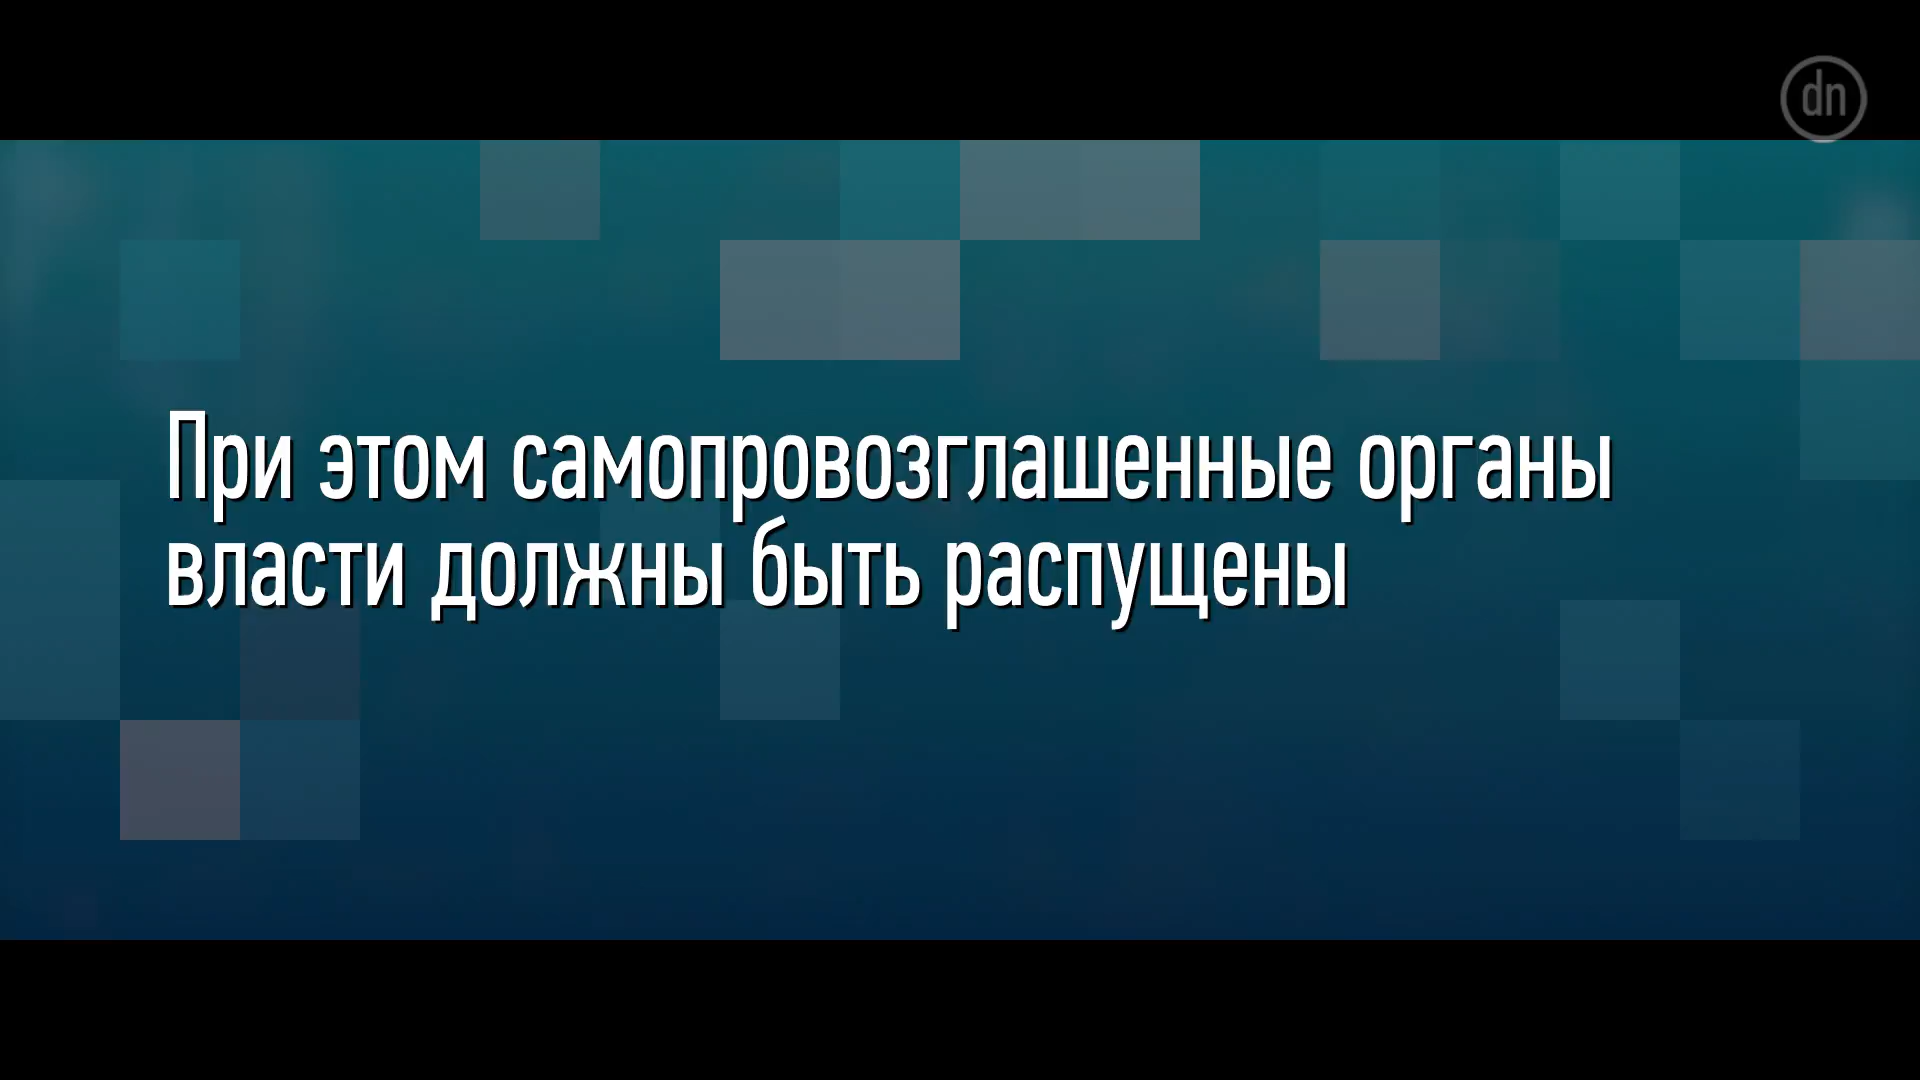 dn
При этом самопровозглашенные органы
власти должны быть распущены